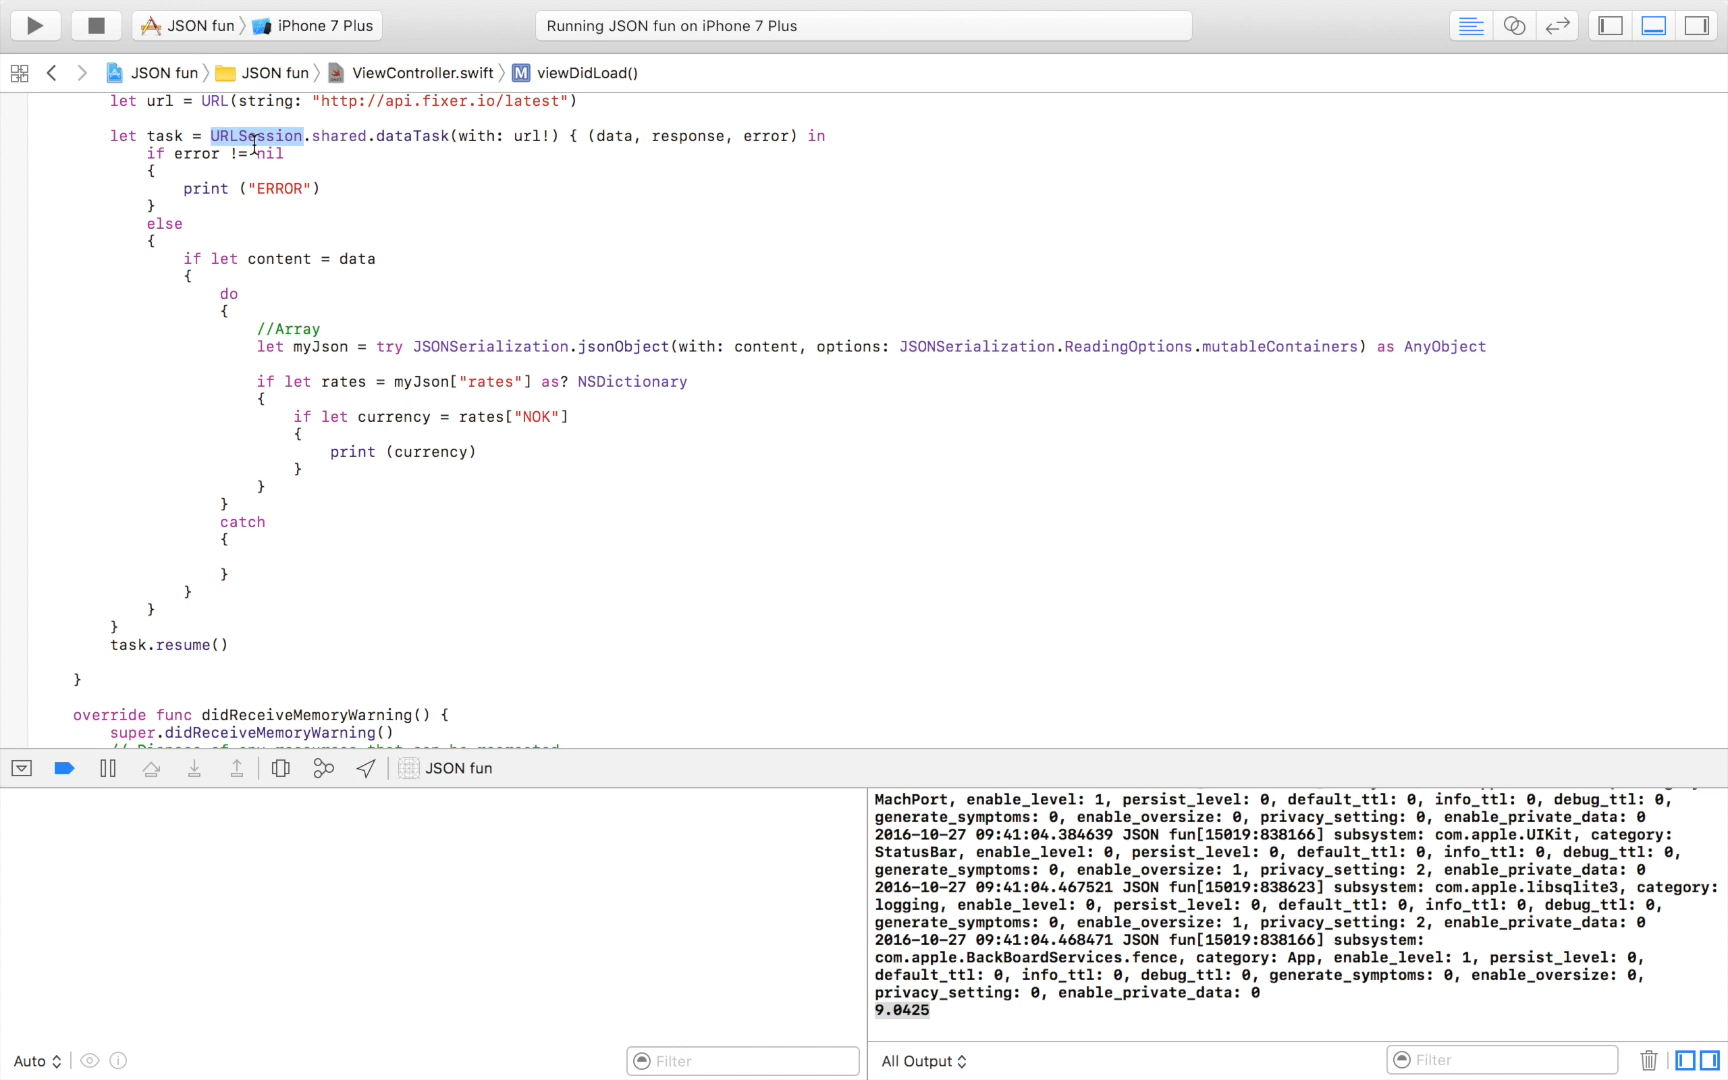 JSON fun 〉 iPhone 7 Plus
Running JSON fun on iPhone 7 Plus
JSON fun 〉 JSON fun 〉 ViewController.swift 〉 M viewDidLoad()
let url = URL(string: "http://api.fixer.io/latest")
let task = URLSession.shared.dataTask(with: url!) { (data, response, error) in
if error != nil
{
print ("ERROR")
}
else
{
if let content = data
{
do
{
//Array
let myJson = try JSONSerialization.jsonObject(with: content, options: JSONSerialization.ReadingOptions.mutableContainers) as AnyObject
if let rates = myJson["rates"] as? NSDictionary
{
if let currency = rates["NOK"]
{
print (currency)
}
}
}
catch
{
}
}
}
}
task.resume()
}
override func didReceiveMemoryWarning() {
super.didReceiveMemoryWarning()
// Dispose of any resources that can be recreated
JSON fun
MachPort, enable_level: 1, persist_level: 0, default_ttl: 0, info_ttl: 0, debug_ttl: 0,
generate_symptoms: 0, enable_oversize: 0, privacy_setting: 0, enable_private_data: 0
2016-10-27 09:41:04.384639 JSON fun[15019:838166] subsystem: com.apple.UIKit, category:
StatusBar, enable_level: 0, persist_level: 0, default_ttl: 0, info_ttl: 0, debug_ttl: 0,
generate_symptoms: 0, enable_oversize: 1, privacy_setting: 2, enable_private_data: 0
2016-10-27 09:41:04.467521 JSON fun[15019:838623] subsystem: com.apple.libsqlite3, category:
logging, enable_level: 0, persist_level: 0, default_ttl: 0, info_ttl: 0, debug_ttl: 0,
generate_symptoms: 0, enable_oversize: 1, privacy_setting: 2, enable_private_data: 0
2016-10-27 09:41:04.468471 JSON fun[15019:838166] subsystem:
com.apple.BackBoardServices.fence, category: App, enable_level: 1, persist_level: 0,
default_ttl: 0, info_ttl: 0, debug_ttl: 0, generate_symptoms: 0, enable_oversize: 0,
privacy_setting: 0, enable_private_data: 0
9.0425
Auto
Filter
All Output
Filter